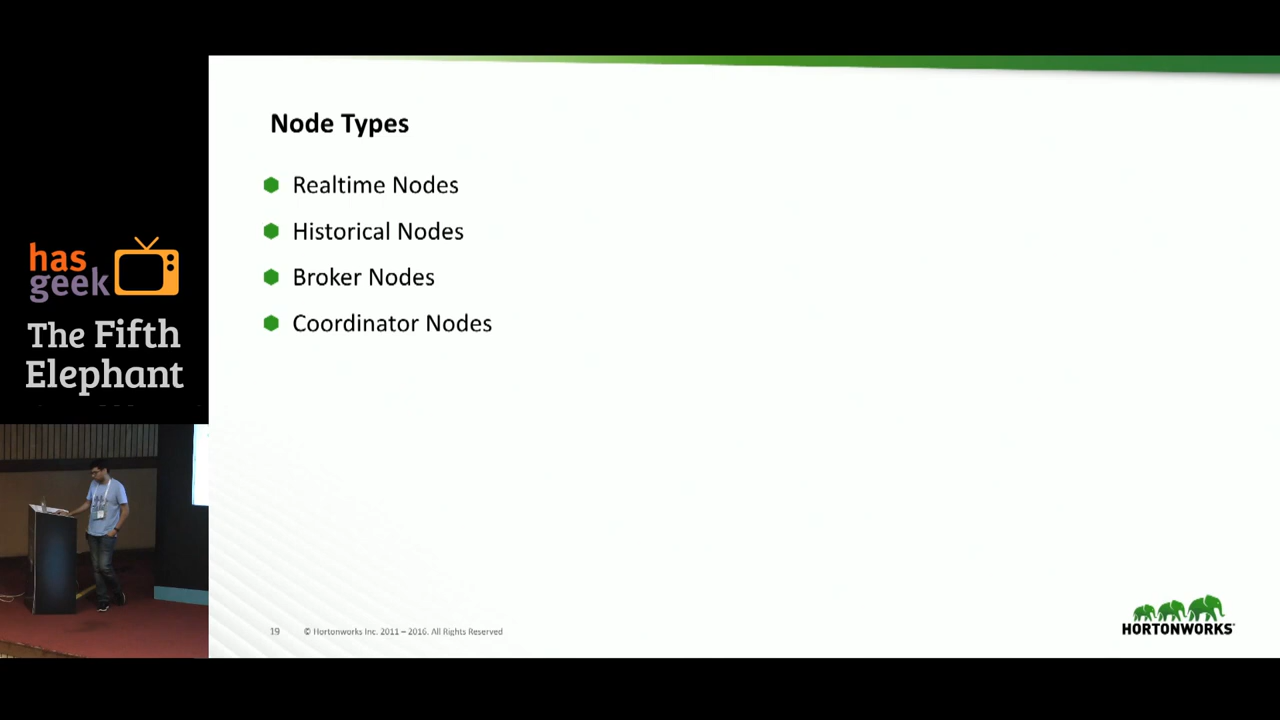 Node Types
Realtime Nodes
Historical Nodes
Broker Nodes
Coordinator Nodes
has
geek
The Fifth
Elephant
19 © Hortonworks Inc. 2011 – 2016. All Rights Reserved
HORTONWORKS